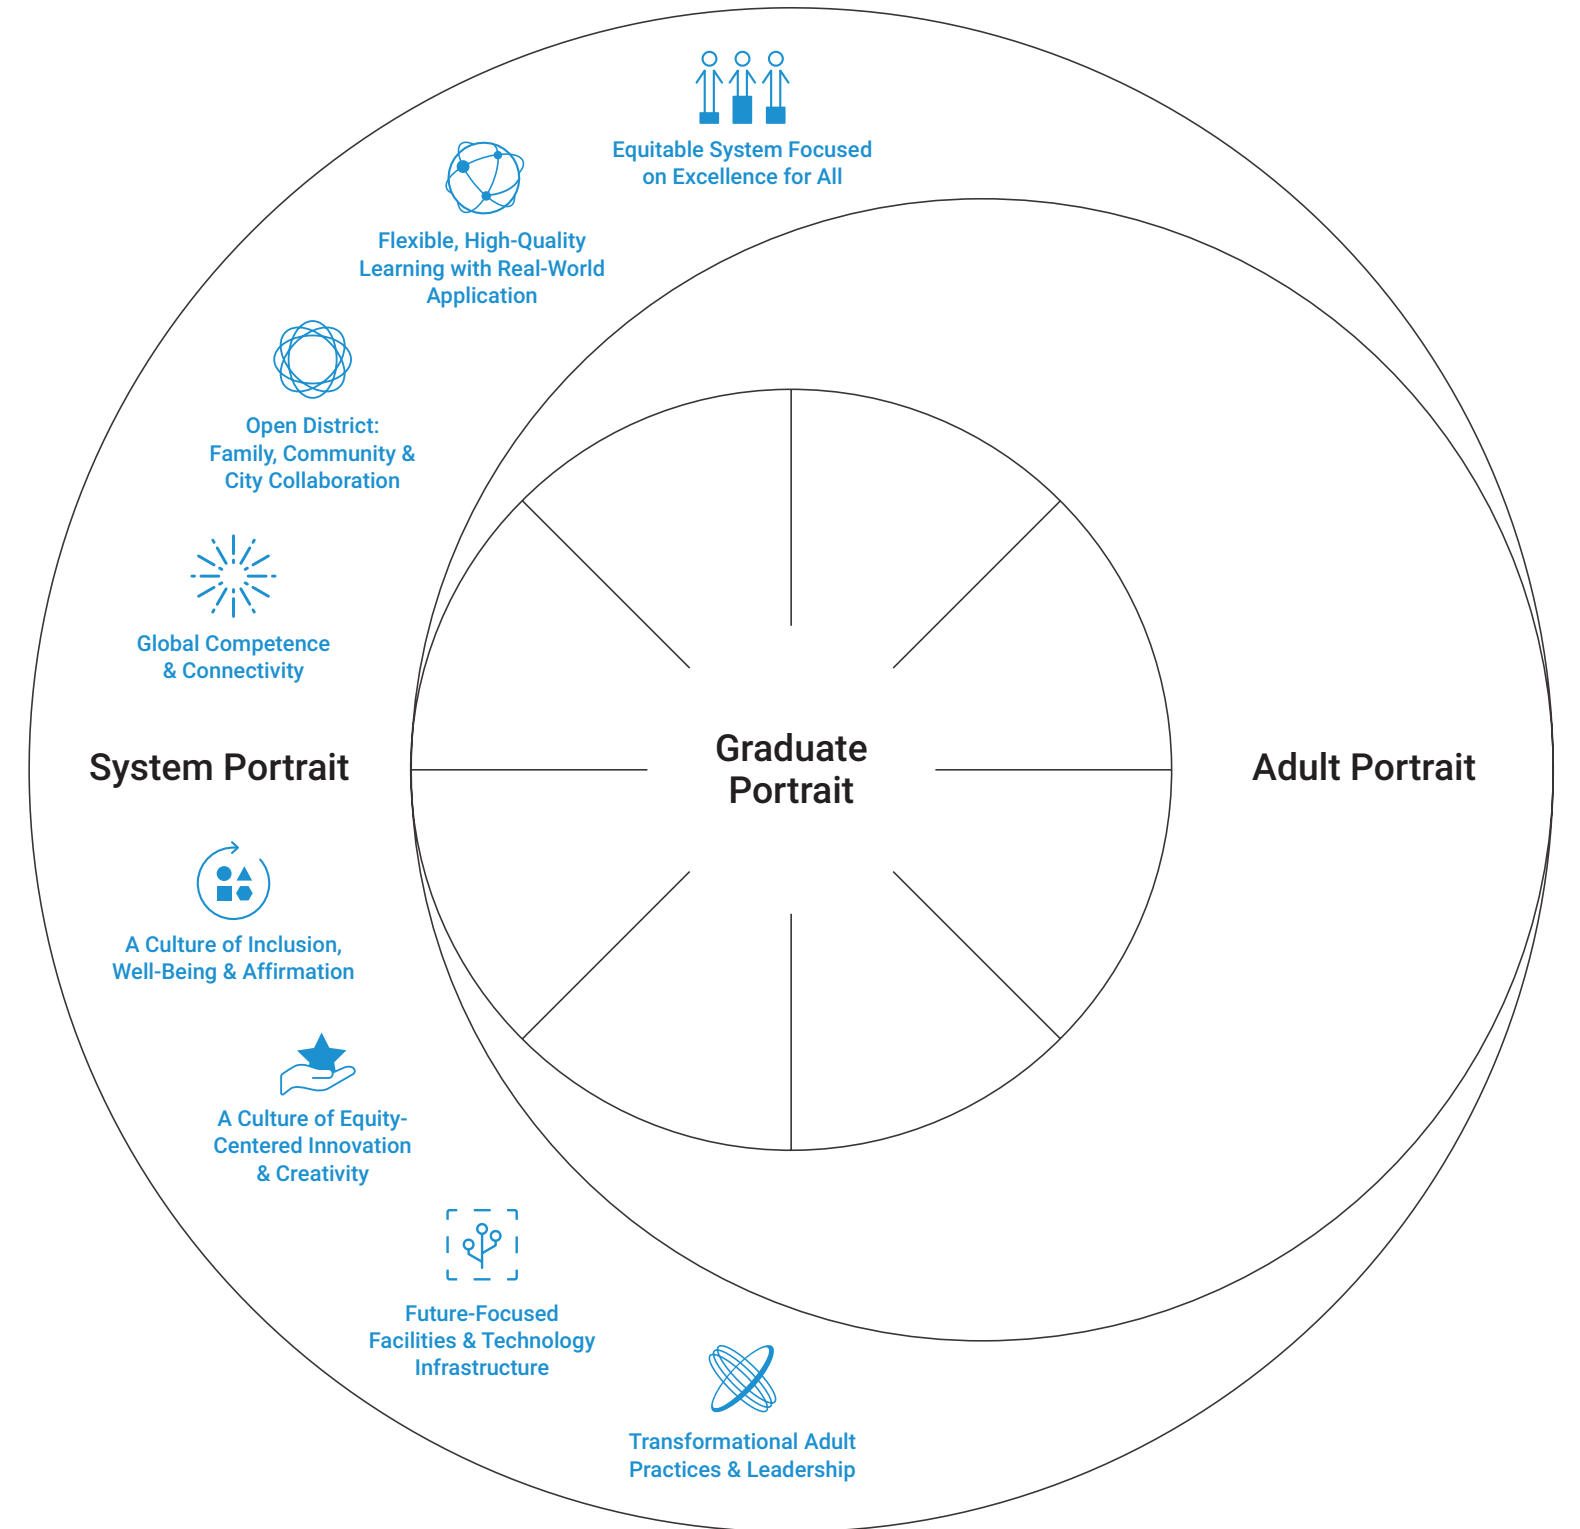 Equitable System Focused
on Excellence for All
Flexible, High-Quality
Learning with Real-World
Application
Open District:
Family, Community &
City Collaboration
Global Competence
& Connectivity
System Portrait
Graduate
Portrait
Adult Portrait
A Culture of Inclusion,
Well-Being & Affirmation
A Culture of Equity-
Centered Innovation
& Creativity
Future-Focused
Facilities & Technology
Infrastructure
Transformational Adult
Practices & Leadership